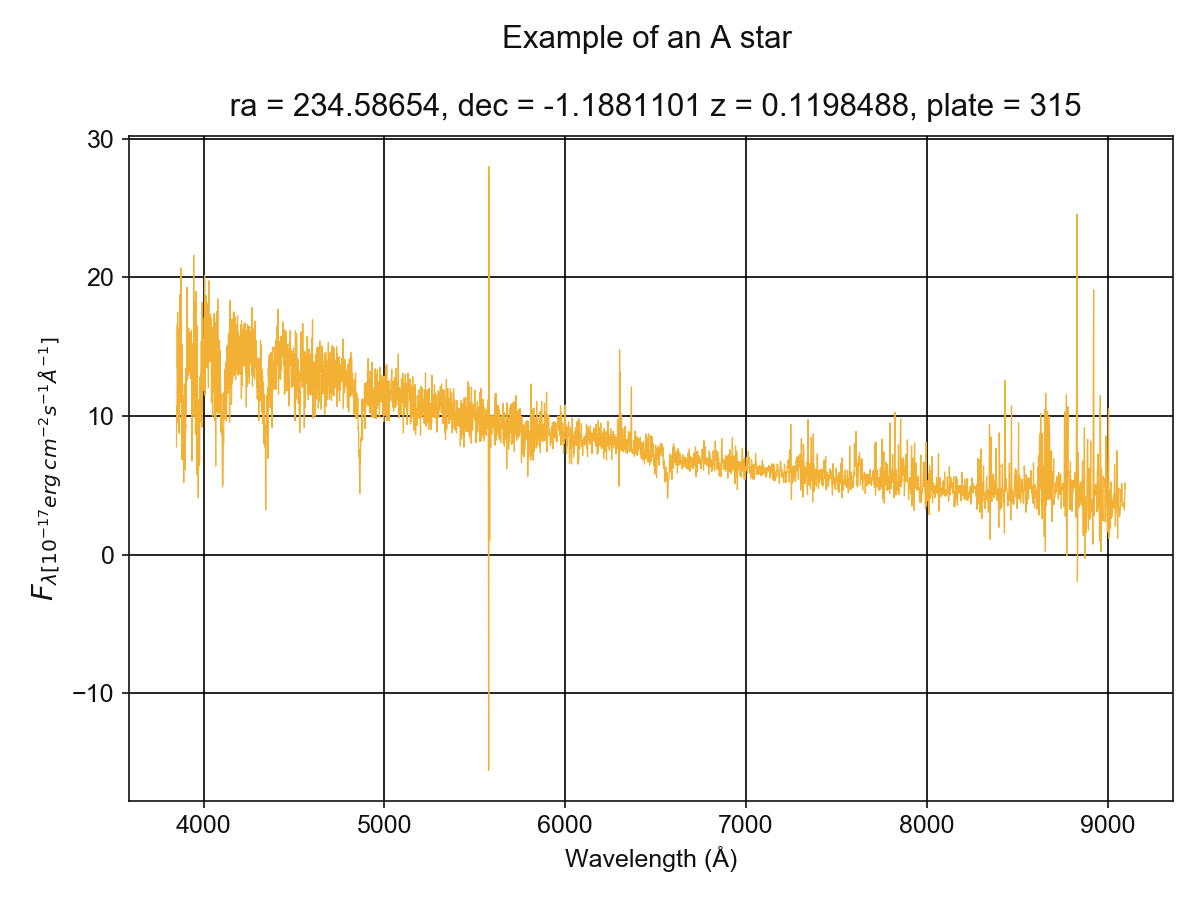 Example of an A star
ra = 234.58654, dec = -1.1881101 z = 0.1198488, plate = 315
30
20
10
0
−10
F_{λ[10^{−17} erg cm^{−2} s^{−1} Å^{−1}]}
4000 5000 6000 7000 8000 9000
Wavelength (Å)